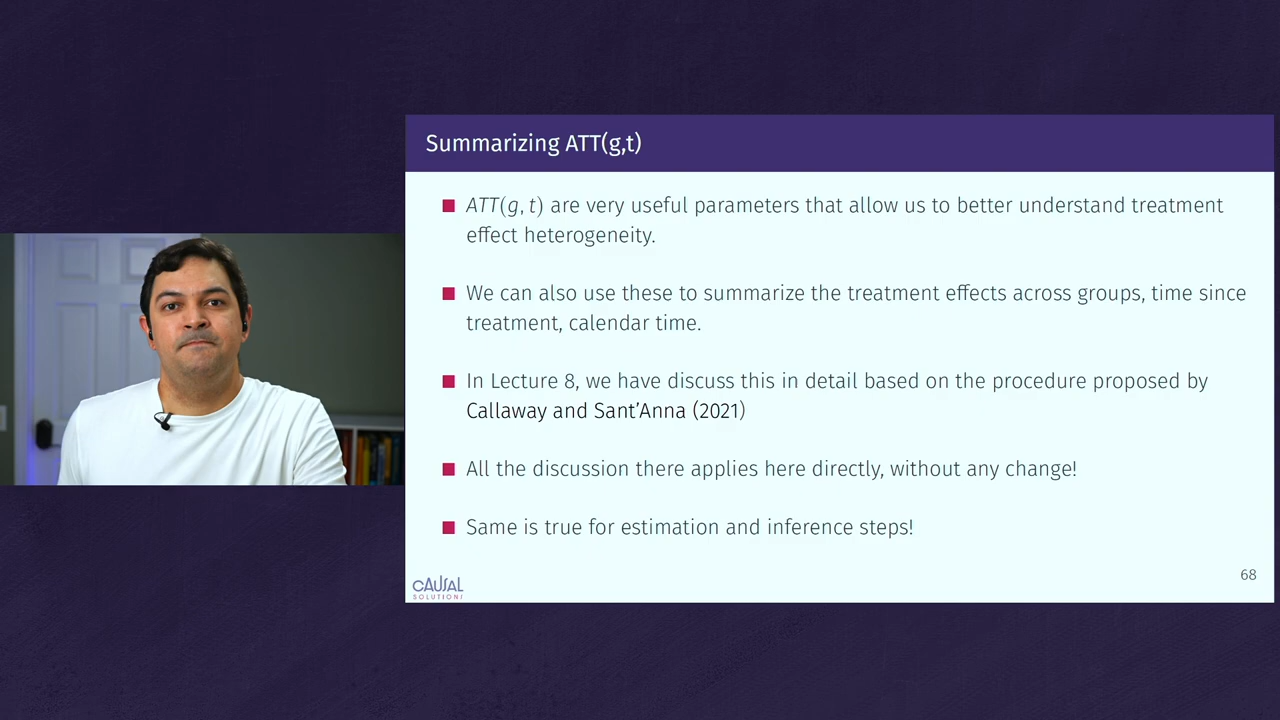 Summarizing ATT(g,t)
■ ATT(g, t) are very useful parameters that allow us to better understand treatment
effect heterogeneity.
■ We can also use these to summarize the treatment effects across groups, time since
treatment, calendar time.
■ In Lecture 8, we have discuss this in detail based on the procedure proposed by
Callaway and Sant'Anna (2021)
■ All the discussion there applies here directly, without any change!
■ Same is true for estimation and inference steps!
68
CAUSAL
SOLUTIONS